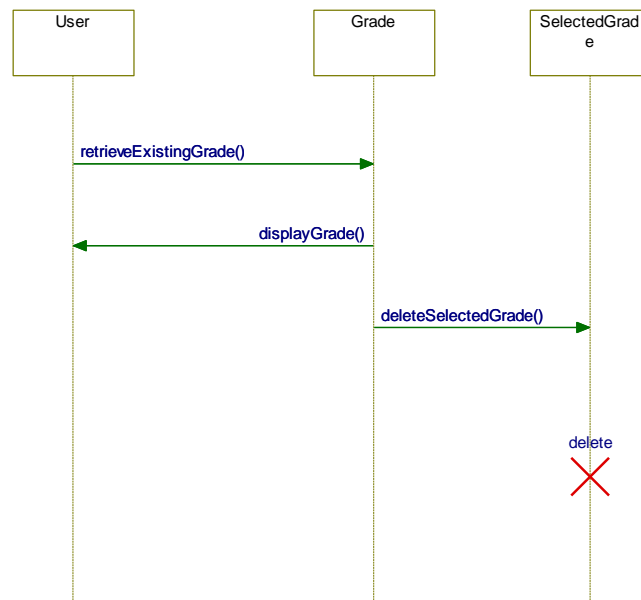 User
Grade
SelectedGrad
e
retrieveExistingGrade()
displayGrade()
deleteSelectedGrade()
delete